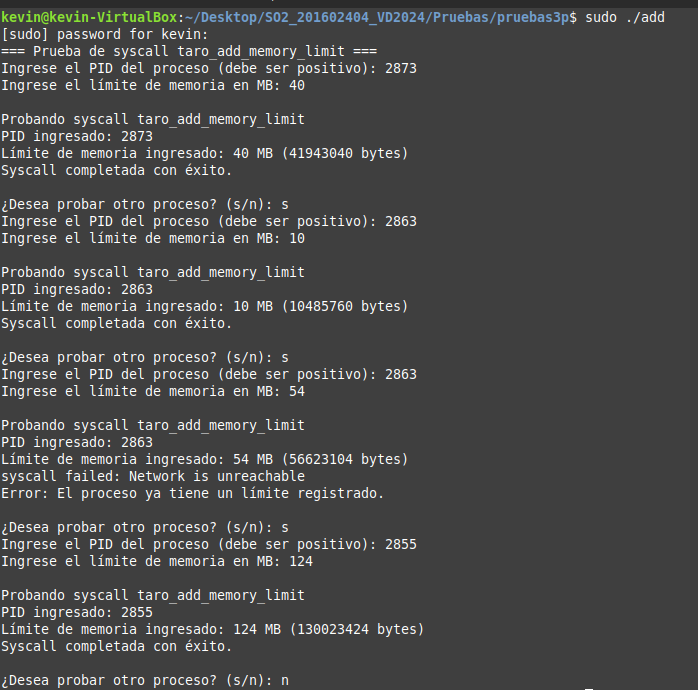 kevin@kevin-VirtualBox:~/Desktop/SO2_201602404_VD2024/Pruebas/pruebas3p$ sudo ./add
[sudo] password for kevin:
=== Prueba de syscall taro_add_memory_limit ===
Ingrese el PID del proceso (debe ser positivo): 2873
Ingrese el límite de memoria en MB: 40
Probando syscall taro_add_memory_limit
PID ingresado: 2873
Límite de memoria ingresado: 40 MB (41943040 bytes)
Syscall completada con éxito.
¿Desea probar otro proceso? (s/n): s
Ingrese el PID del proceso (debe ser positivo): 2863
Ingrese el límite de memoria en MB: 10
Probando syscall taro_add_memory_limit
PID ingresado: 2863
Límite de memoria ingresado: 10 MB (10485760 bytes)
Syscall completada con éxito.
¿Desea probar otro proceso? (s/n): s
Ingrese el PID del proceso (debe ser positivo): 2863
Ingrese el límite de memoria en MB: 54
Probando syscall taro_add_memory_limit
PID ingresado: 2863
Límite de memoria ingresado: 54 MB (56623104 bytes)
syscall failed: Network is unreachable
Error: El proceso ya tiene un límite registrado.
¿Desea probar otro proceso? (s/n): s
Ingrese el PID del proceso (debe ser positivo): 2855
Ingrese el límite de memoria en MB: 124
Probando syscall taro_add_memory_limit
PID ingresado: 2855
Límite de memoria ingresado: 124 MB (130023424 bytes)
Syscall completada con éxito.
¿Desea probar otro proceso? (s/n): n